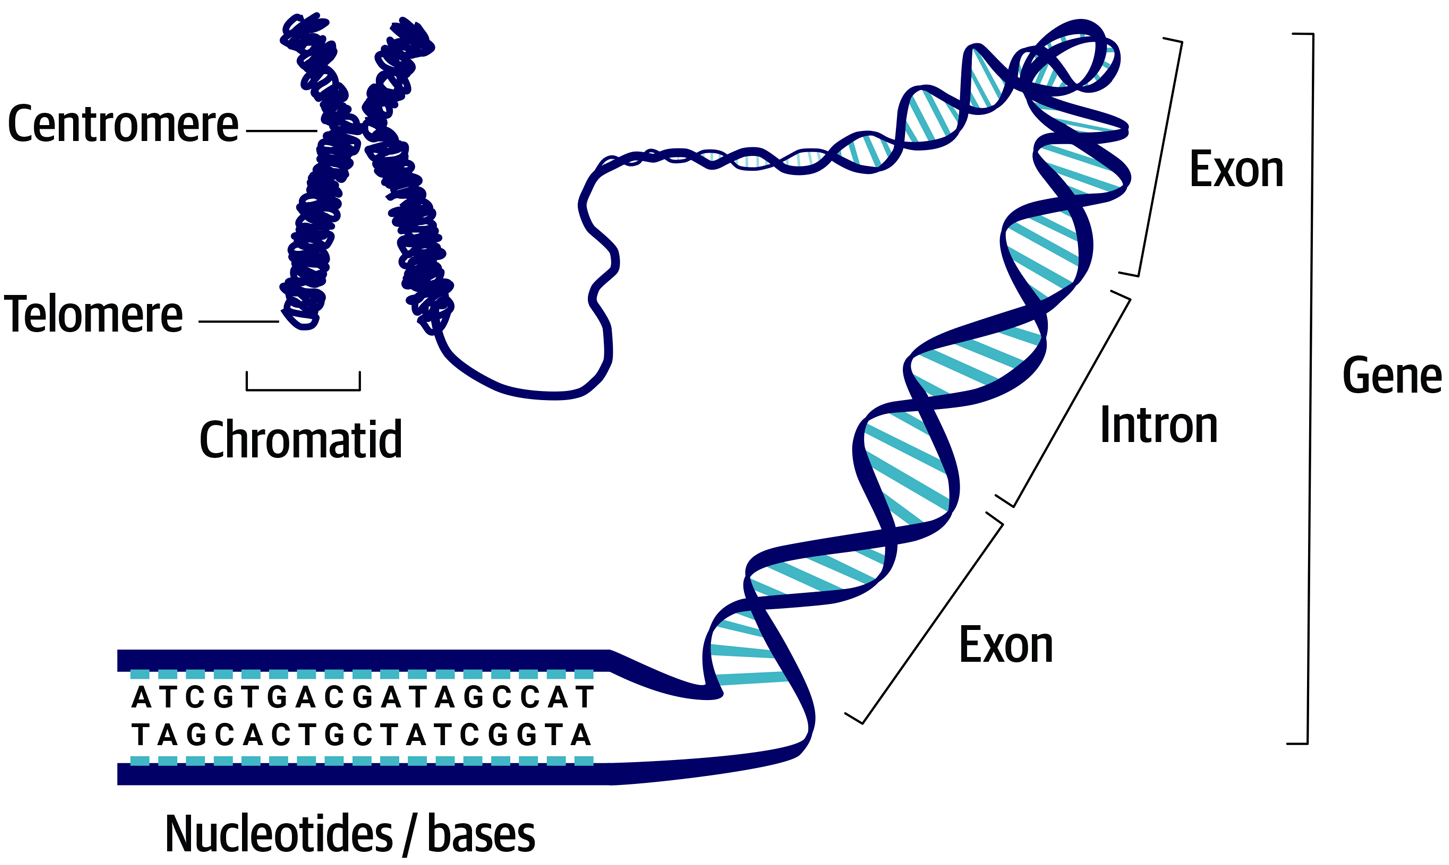 Centromere
Telomere
Chromatid
Exon
Intron
Gene
Exon
ATCGTGACGATAGCCAT
TAGCACTGCTATCGGTA
Nucleotides / bases